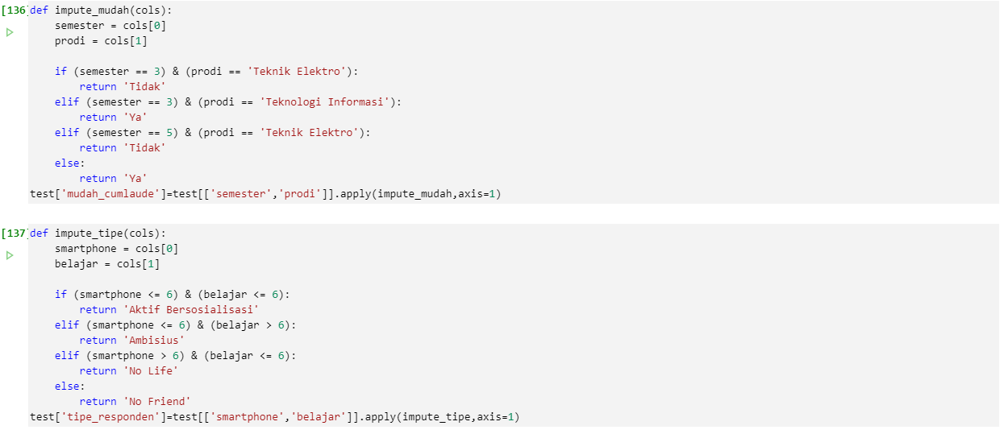 [136] def impute_mudah(cols):
    semester = cols[0]
    prodi = cols[1]

    if (semester == 3) & (prodi == 'Teknik Elektro'):
        return 'Tidak'
    elif (semester == 3) & (prodi == 'Teknologi Informasi'):
        return 'Ya'
    elif (semester == 5) & (prodi == 'Teknik Elektro'):
        return 'Tidak'
    else:
        return 'Ya'
test['mudah_cumlaude']=test[['semester','prodi']].apply(impute_mudah,axis=1)

[137] def impute_tipe(cols):
    smartphone = cols[0]
    belajar = cols[1]

    if (smartphone <= 6) & (belajar <= 6):
        return 'Aktif Bersosialisasi'
    elif (smartphone <= 6) & (belajar > 6):
        return 'Ambisius'
    elif (smartphone > 6) & (belajar <= 6):
        return 'No Life'
    else:
        return 'No Friend'
test['tipe_responden']=test[['smartphone','belajar']].apply(impute_tipe,axis=1)